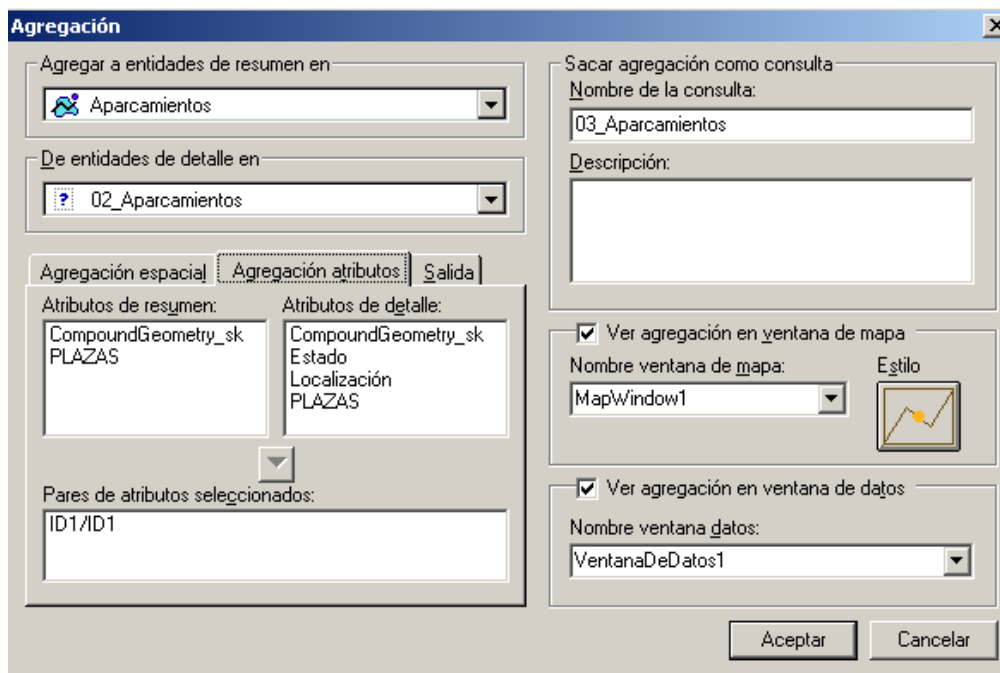 Agregación
Agregar a entidades de resumen en
Aparcamientos
De entidades de detalle en
? 02_Aparcamientos
Agregación espacial
Agregación atributos
Salida
Atributos de resumen:
CompoundGeometry_sk
PLAZAS
Atributos de detalle:
CompoundGeometry_sk
Estado
Localización
PLAZAS
Pares de atributos seleccionados:
ID1/ID1
Sacar agregación como consulta
Nombre de la consulta:
03_Aparcamientos
Descripción:
Ver agregación en ventana de mapa
Nombre ventana de mapa:
Estilo
MapWindow1
Ver agregación en ventana de datos
Nombre ventana datos:
VentanaDeDatos1
Aceptar
Cancelar